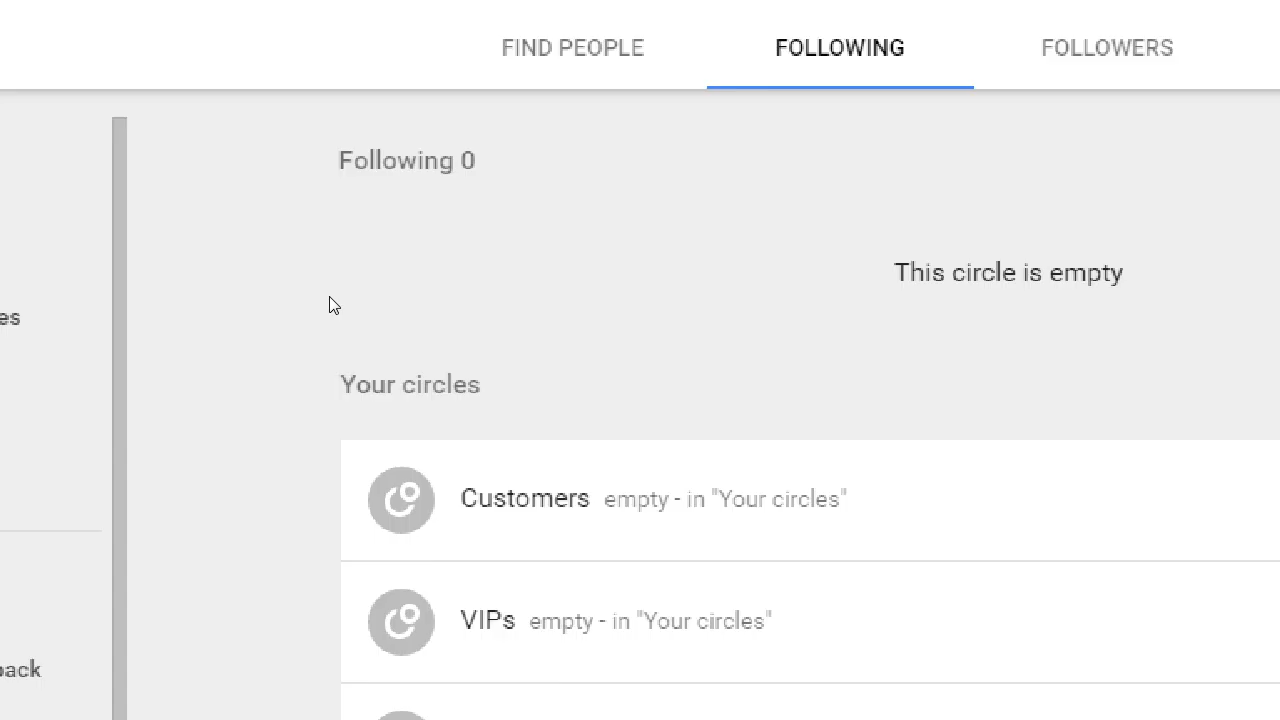 FIND PEOPLE FOLLOWING FOLLOWERS
Following 0
This circle is empty
es
Your circles
Customers empty - in "Your circles"
VIPs empty - in "Your circles"
back